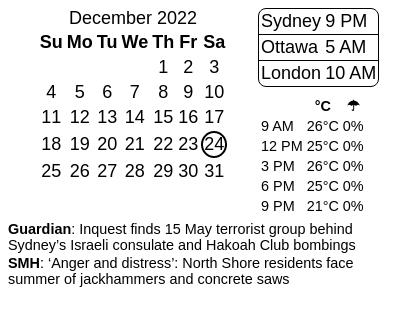 December 2022
Su Mo Tu We Th Fr Sa
1 2 3
4 5 6 7 8 9 10
11 12 13 14 15 16 17
18 19 20 21 22 23 24
25 26 27 28 29 30 31
Sydney 9 PM
Ottawa 5 AM
London 10 AM
°C ☂
9 AM 26°C 0%
12 PM 25°C 0%
3 PM 26°C 0%
6 PM 25°C 0%
9 PM 21°C 0%
Guardian: Inquest finds 15 May terrorist group behind
Sydney’s Israeli consulate and Hakoah Club bombings
SMH: ‘Anger and distress’: North Shore residents face
summer of jackhammers and concrete saws